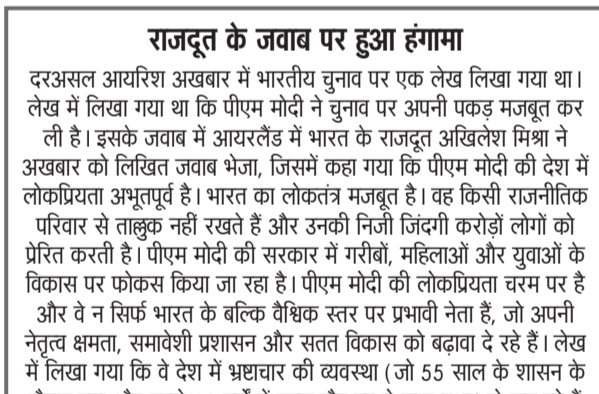 राजदूत के जवाब पर हुआ हंगामा
दरअसल आयरिश अखबार में भारतीय चुनाव पर एक लेख लिखा गया था।
लेख में लिखा गया था कि पीएम मोदी ने चुनाव पर अपनी पकड़ मजबूत कर
ली है। इसके जवाब में आयरलैंड में भारत के राजदूत अखिलेश मिश्रा ने
अखबार को लिखित जवाब भेजा, जिसमें कहा गया कि पीएम मोदी की देश में
लोकप्रियता अभूतपूर्व है। भारत का लोकतंत्र मजबूत है। वह किसी राजनीतिक
परिवार से ताल्लुक नहीं रखते हैं और उनकी निजी जिंदगी करोड़ों लोगों को
प्रेरित करती है। पीएम मोदी की सरकार में गरीबों, महिलाओं और युवाओं के
विकास पर फोकस किया जा रहा है। पीएम मोदी की लोकप्रियता चरम पर है
और वे न सिर्फ भारत के बल्कि वैश्विक स्तर पर प्रभावी नेता हैं, जो अपनी
नेतृत्व क्षमता, समावेशी प्रशासन और सतत विकास को बढ़ावा दे रहे हैं। लेख
में लिखा गया कि वे देश में भ्रष्टाचार की व्यवस्था (जो 55 साल के शासन के